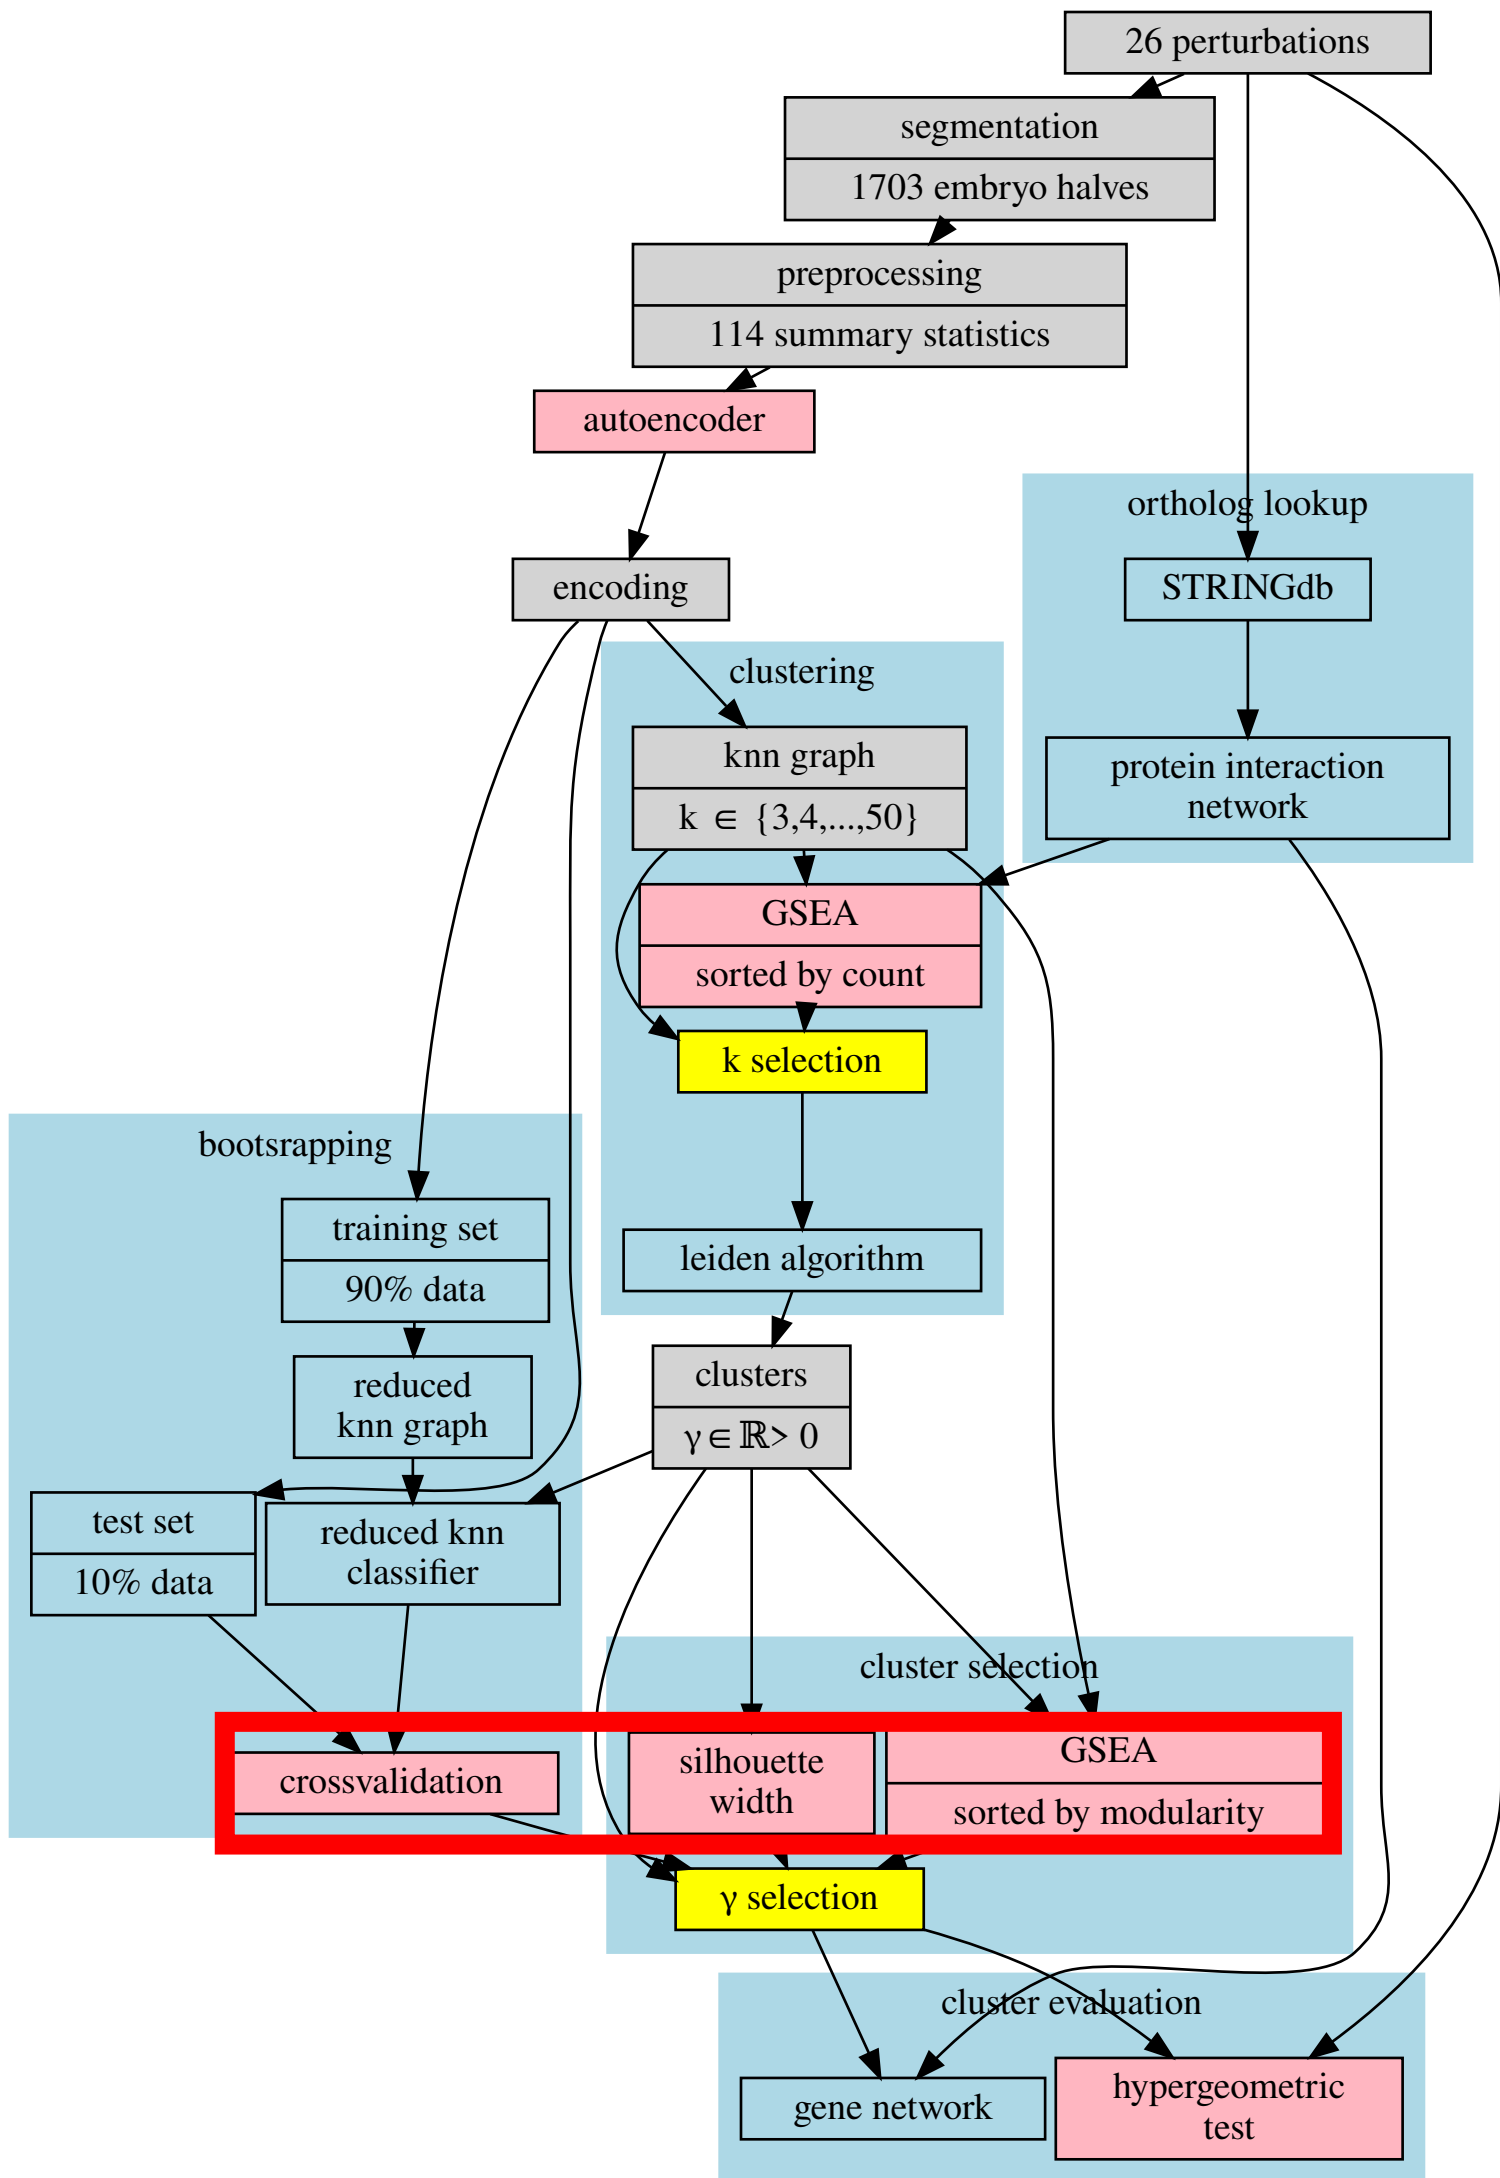 26 perturbations
segmentation
1703 embryo halves
preprocessing
114 summary statistics
autoencoder
ortholog lookup
encoding
STRINGdb
clustering
knn graph
k ∈ {3,4,...,50}
protein interaction
network
GSEA
sorted by count
k selection
bootsrapping
training set
90% data
leiden algorithm
reduced
knn graph
clusters
γ∈ℝ> 0
test set
10% data
reduced knn
classifier
cluster selection
crossvalidation
silhouette
width
GSEA
sorted by modularity
γ selection
cluster evaluation
gene network
hypergeometric
test